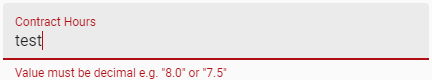 Contract Hours
test
Value must be decimal e.g. "8.0" or "7.5"